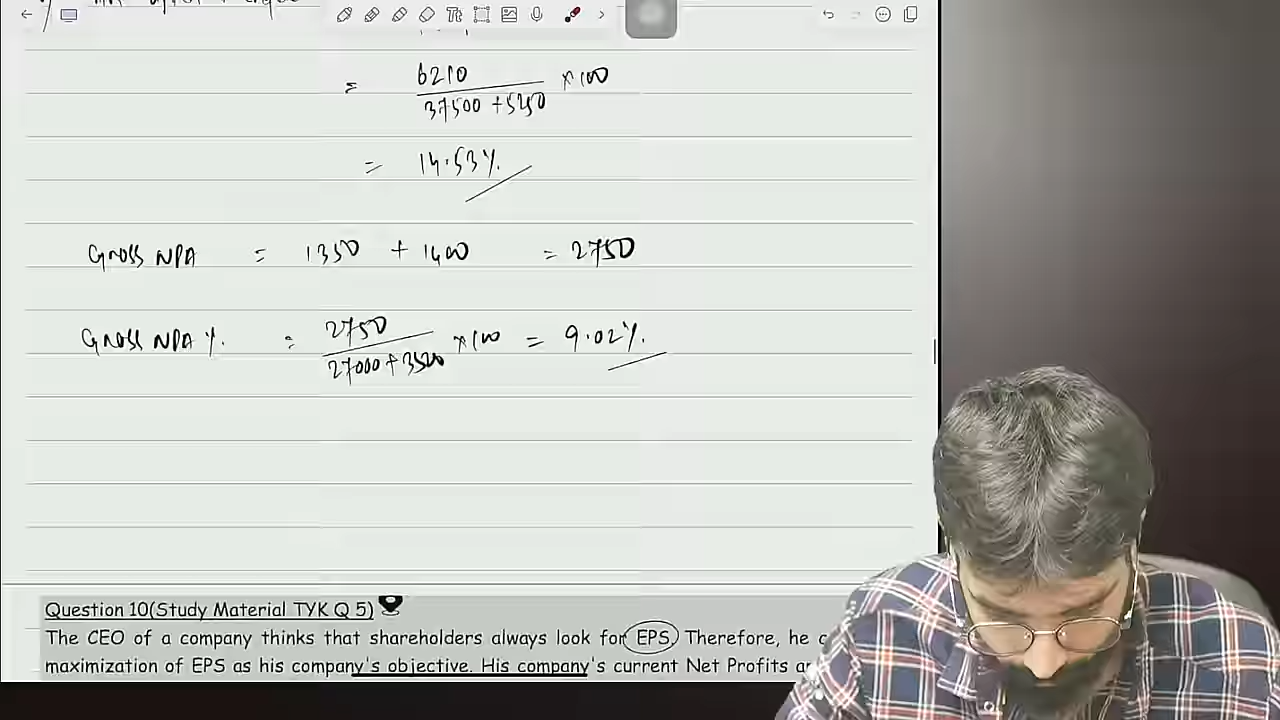 = 6210 / 37500 + 5250 × 100
= 14.53%.
Gross NPA = 1350 + 1400 = 2750
Gross NPA %. = 2750 / 27000 + 3500 × 100 = 9.02%.
Question 10(Study Material TYK Q 5)
The CEO of a company thinks that shareholders always look for EPS. Therefore, he
maximization of EPS as his company's objective. His company's current Net Profits